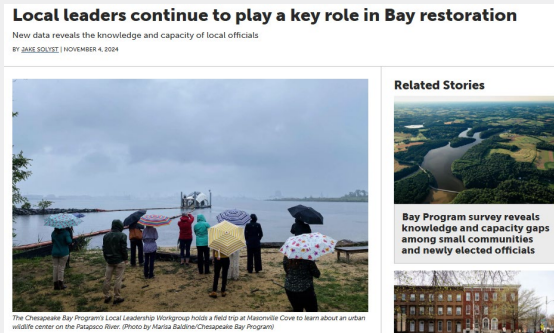 Local leaders continue to play a key role in Bay restoration
New data reveals the knowledge and capacity of local officials
BY JAKE SOLYST | NOVEMBER 4, 2024
The Chesapeake Bay Program's Local Leadership Workgroup holds a field trip at Masonville Cove to learn about an urban
wildlife center on the Patapsco River. (Photo by Marisa Baldine/Chesapeake Bay Program)
Related Stories
Bay Program survey reveals
knowledge and capacity gaps
among small communities
and newly elected officials